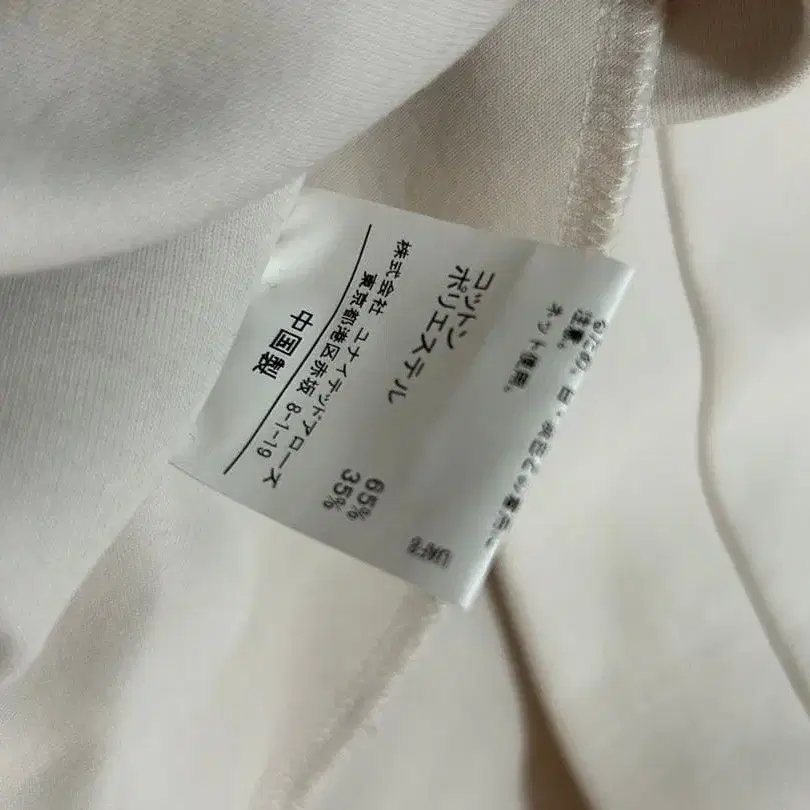 注意。
ネット使用。
コットン 65%
ポリエステル 35%
株式会社 ユナイテッドアローズ
東京都港区赤坂 8-1-19
中国製